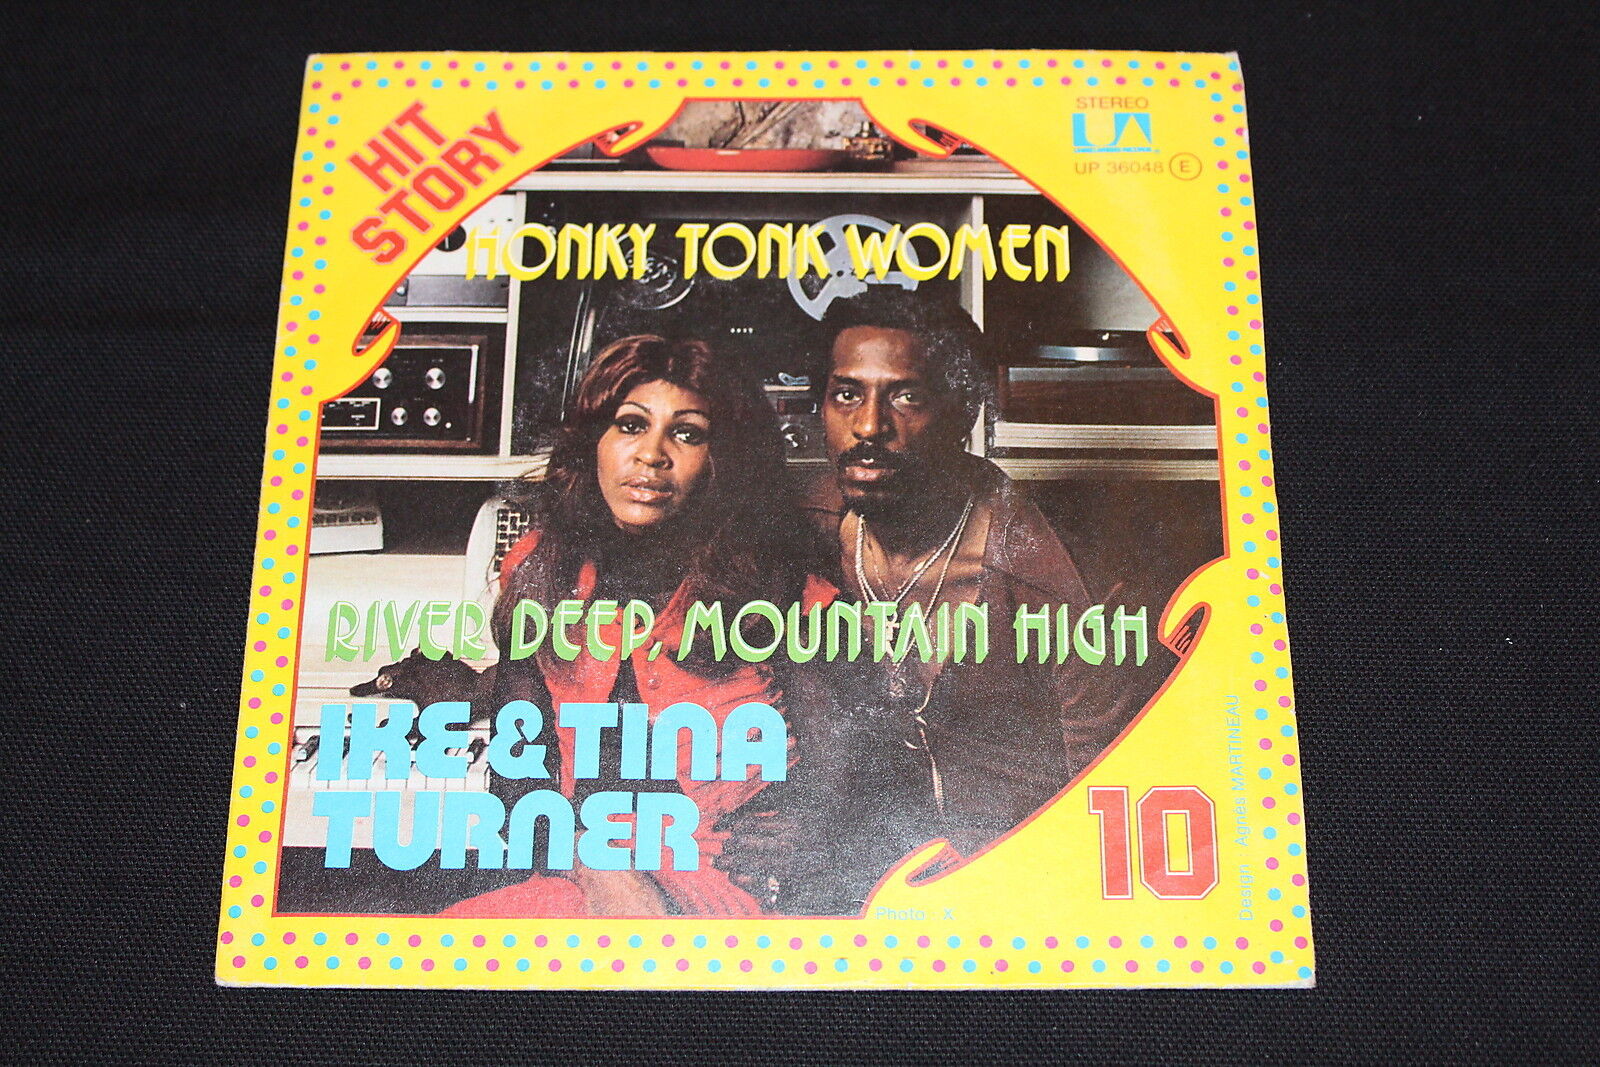 HIT
STORY
STEREO
UA
UP 36048 E
HONKY TONK WOMEN
RIVER DEEP, MOUNTAIN HIGH
IKE & TINA
TURNER
10
Photo : X
Design : Agnès MARTINEAU